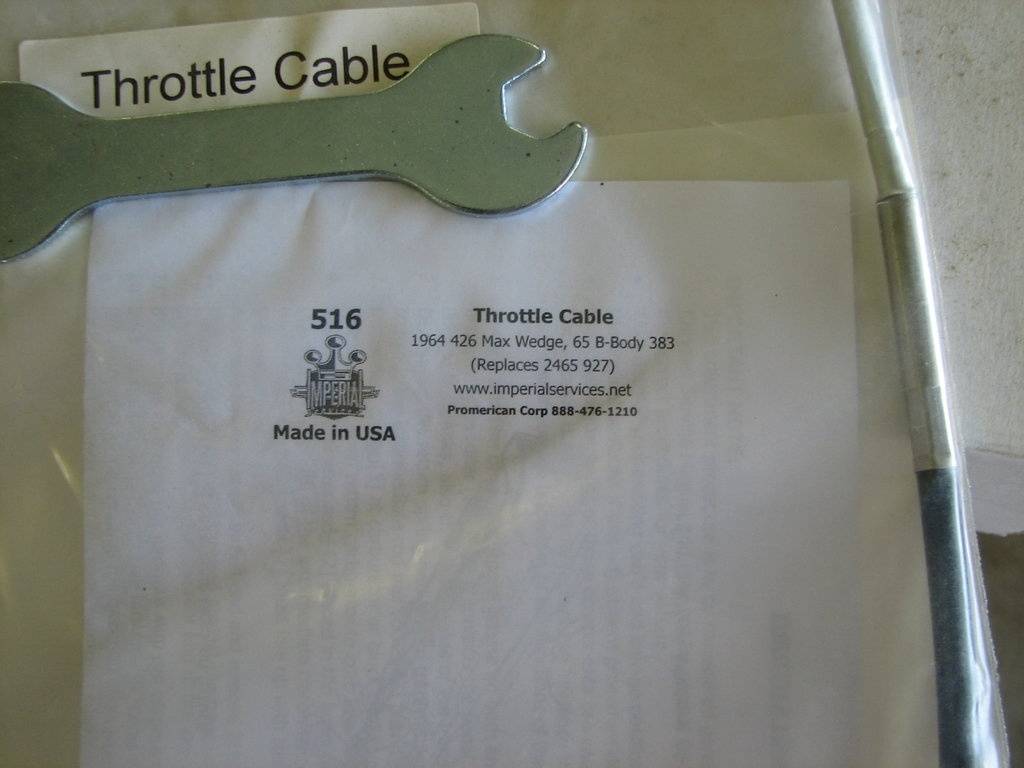 Throttle Cable
516
IMPERIAL
Made in USA
Throttle Cable
1964 426 Max Wedge, 65 B-Body 383
(Replaces 2465 927)
www.imperialservices.net
Promerican Corp 888-476-1210